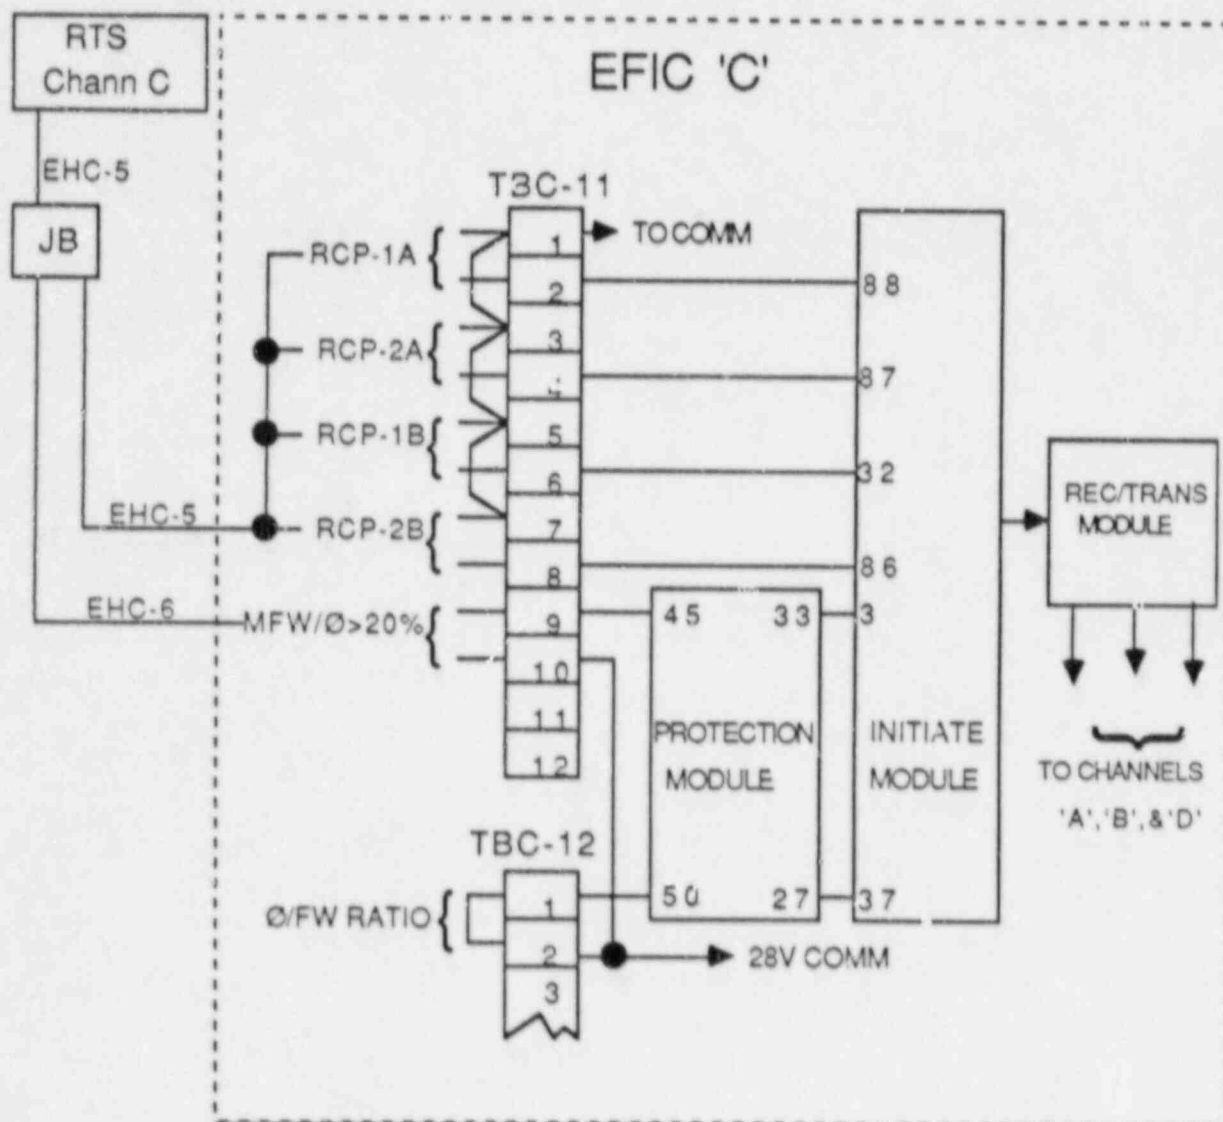 RTS
Chann C
EFIC 'C'
EHC-5
JB
TBC-11
RCP-1A
1
TO COMM
2
88
RCP-2A
3
4
87
RCP-1B
5
6
32
EHC-5
RCP-2B
7
8
86
REC/TRANS
MODULE
EHC-6
MFW/Ø>20%
9
45
33
3
10
11
12
PROTECTION
MODULE
INITIATE
MODULE
TO CHANNELS
'A','B',&'D'
TBC-12
Ø/FW RATIO
1
50
27
37
2
28V COMM
3